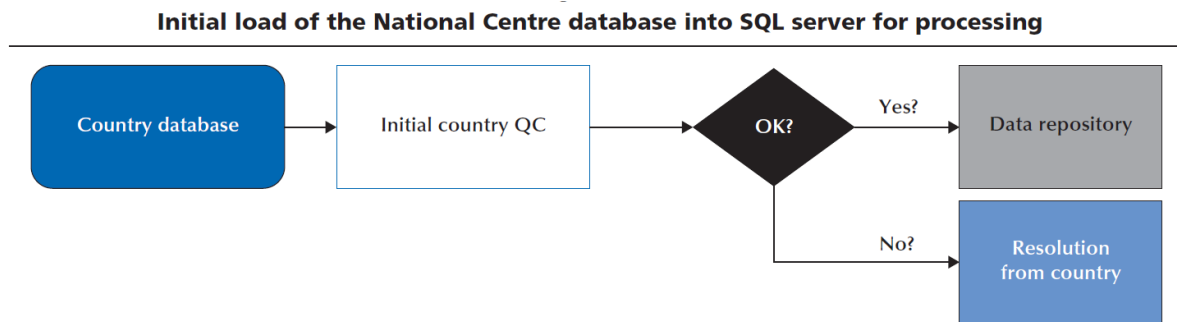 Initial load of the National Centre database into SQL server for processing
Country database
Initial country QC
OK?
Yes?
Data repository
No?
Resolution
from country